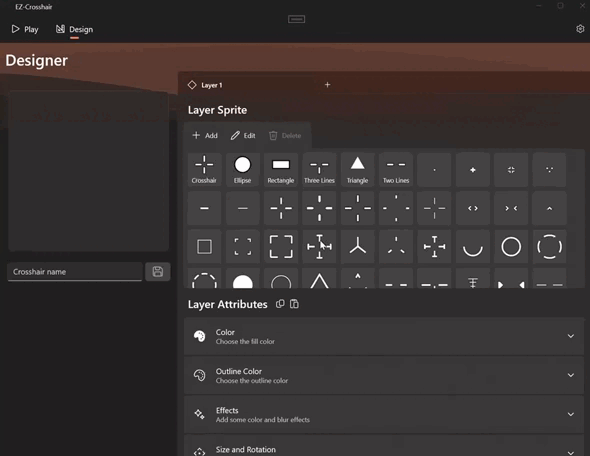 EZ-Crosshair
Play
Design
Designer
Layer 1
Layer Sprite
Add
Edit
Delete
Crosshair
Ellipse
Rectangle
Three Lines
Triangle
Two Lines
Crosshair name
Layer Attributes
Color
Choose the fill color
Outline Color
Choose the outline color
Effects
Add some color and blur effects
Size and Rotation